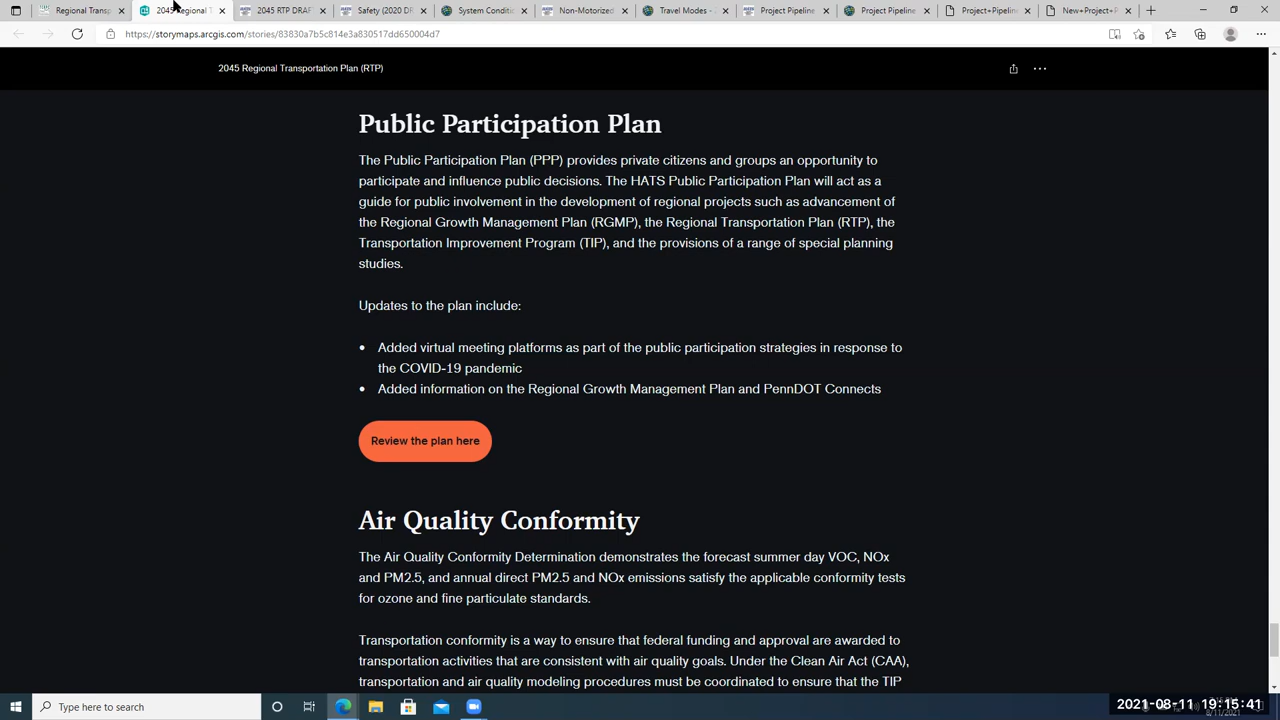 Regional Transp
2045 Regional T
2045 RTP DRAF
Safety (2020 D
System Conditio
Non-Motorized
Travel Modes -
Project Pipeline
Project Pipeline
Project+Pipelin
New+Project+R
https://storymaps.arcgis.com/stories/83830a7b5c814e3a830517dd650004d7
2045 Regional Transportation Plan (RTP)
Public Participation Plan
The Public Participation Plan (PPP) provides private citizens and groups an opportunity to
participate and influence public decisions. The HATS Public Participation Plan will act as a
guide for public involvement in the development of regional projects such as advancement of
the Regional Growth Management Plan (RGMP), the Regional Transportation Plan (RTP), the
Transportation Improvement Program (TIP), and the provisions of a range of special planning
studies.
Updates to the plan include:
• Added virtual meeting platforms as part of the public participation strategies in response to
the COVID-19 pandemic
• Added information on the Regional Growth Management Plan and PennDOT Connects
Review the plan here
Air Quality Conformity
The Air Quality Conformity Determination demonstrates the forecast summer day VOC, NOx
and PM2.5, and annual direct PM2.5 and NOx emissions satisfy the applicable conformity tests
for ozone and fine particulate standards.
Transportation conformity is a way to ensure that federal funding and approval are awarded to
transportation activities that are consistent with air quality goals. Under the Clean Air Act (CAA),
transportation and air quality modeling procedures must be coordinated to ensure that the TIP
Type here to search
2021-08-11 19:15:41